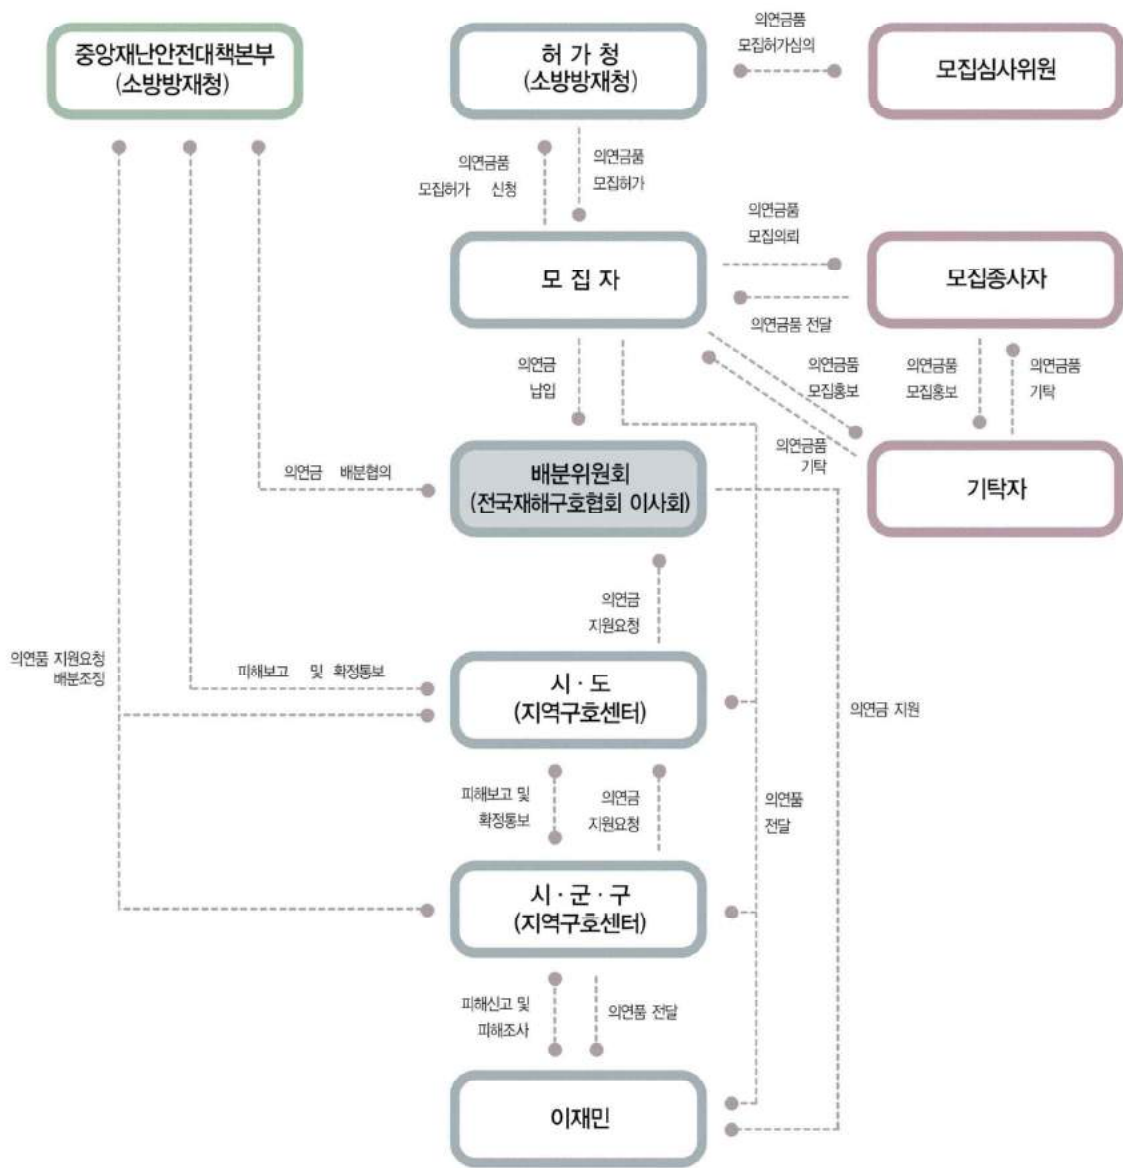 중앙재난안전대책본부
(소방방재청)
허 가 청
(소방방재청)
의연금품
모집허가심의
모집심사위원
의연금품
모집허가 신청
의연금품
모집허가
모 집 자
의연금품
모집의뢰
의연금품 전달
모집종사자
의연금
납입
의연금품
모집홍보
의연금품
기탁
의연금품
모집홍보
의연금품
기탁
기탁자
의연금 배분협의
배분위원회
(전국재해구호협회 이사회)
의연금
지원요청
의연품 지원요청
배분조정
피해보고 및 확정통보
시 · 도
(지역구호센터)
의연금 지원
피해보고 및
확정통보
의연금
지원요청
의연품
전달
시 · 군 · 구
(지역구호센터)
피해신고 및
피해조사
의연품 전달
이재민